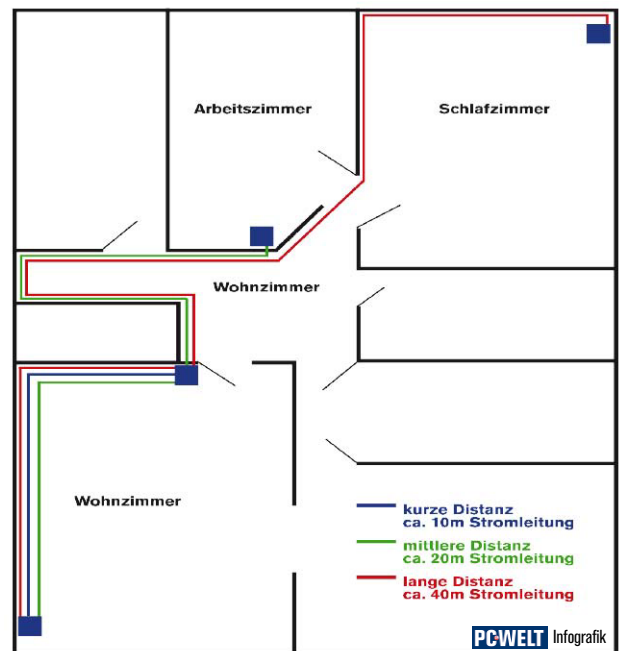 Arbeitszimmer
Schlafzimmer
Wohnzimmer
Wohnzimmer
kurze Distanz
ca. 10m Stromleitung
mittlere Distanz
ca. 20m Stromleitung
lange Distanz
ca. 40m Stromleitung
PC-WELT Infografik